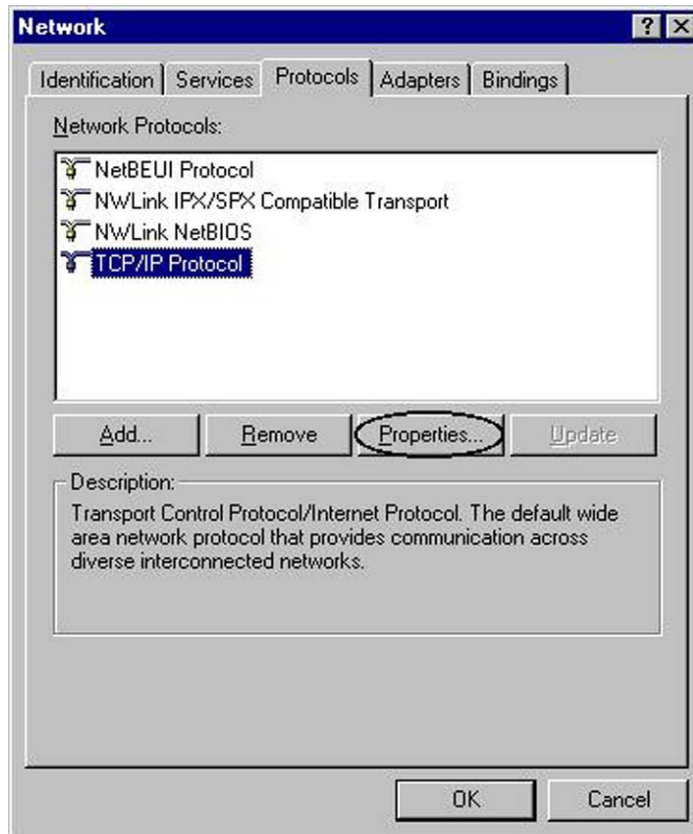 Network
Identification Services Protocols Adapters Bindings
Network Protocols:
NetBEUI Protocol
NWLink IPX/SPX Compatible Transport
NWLink NetBIOS
TCP/IP Protocol
Add... Remove Properties... Update
Description:
Transport Control Protocol/Internet Protocol. The default wide
area network protocol that provides communication across
diverse interconnected networks.
OK Cancel